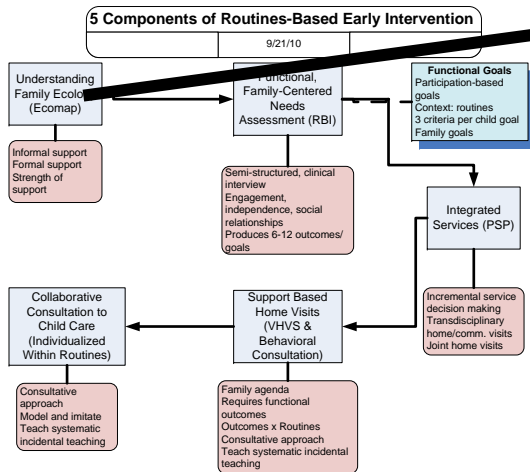 5 Components of Routines-Based Early Intervention
9/21/10
Understanding
Family Ecology
(Ecomap)
Informal support
Formal support
Strength of
support
Functional,
Family-Centered
Needs
Assessment (RBI)
Semi-structured, clinical
interview
Engagement,
independence, social
relationships
Produces 6-12 outcomes/
goals
Functional Goals
Participation-based
goals
Context: routines
3 criteria per child goal
Family goals
Integrated
Services (PSP)
Incremental service
decision making
Transdisciplinary
home/comm. visits
Joint home visits
Support Based
Home Visits
(VHVS &
Behavioral
Consultation)
Family agenda
Requires functional
outcomes
Outcomes x Routines
Consultative approach
Teach systematic incidental
teaching
Collaborative
Consultation to
Child Care
(Individualized
Within Routines)
Consultative
approach
Model and imitate
Teach systematic
incidental teaching